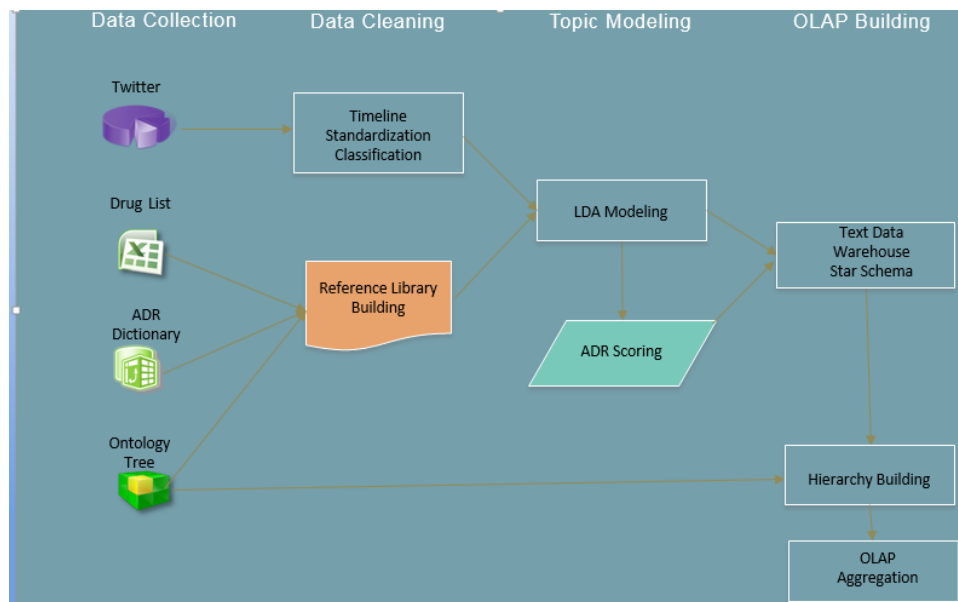 Data Collection
Data Cleaning
Topic Modeling
OLAP Building
Twitter
Timeline
Standardization
Classification
Drug List
LDA Modeling
Text Data
Warehouse
Star Schema
Reference Library
Building
ADR
Dictionary
ADR Scoring
Ontology
Tree
Hierarchy Building
OLAP
Aggregation